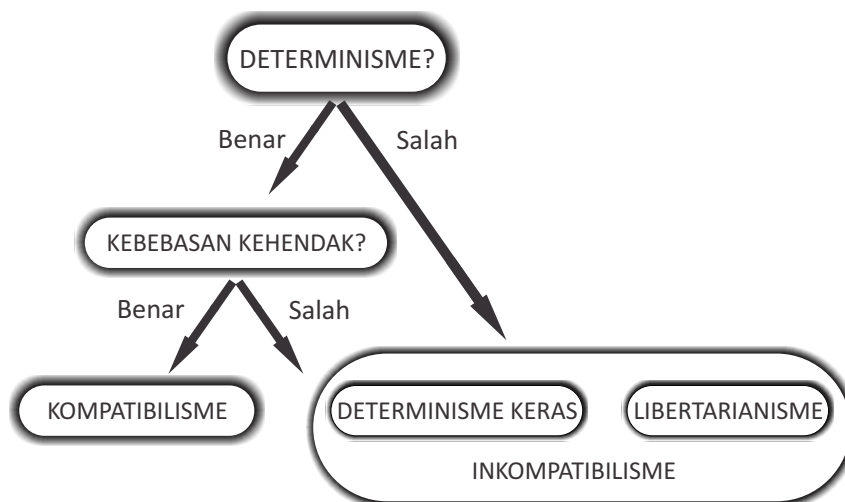 DETERMINISME?
Benar
Salah
KEBEBASAN KEHENDAK?
Benar
Salah
KOMPATIBILISME
DETERMINISME KERAS
LIBERTARIANISME
INKOMPATIBILISME